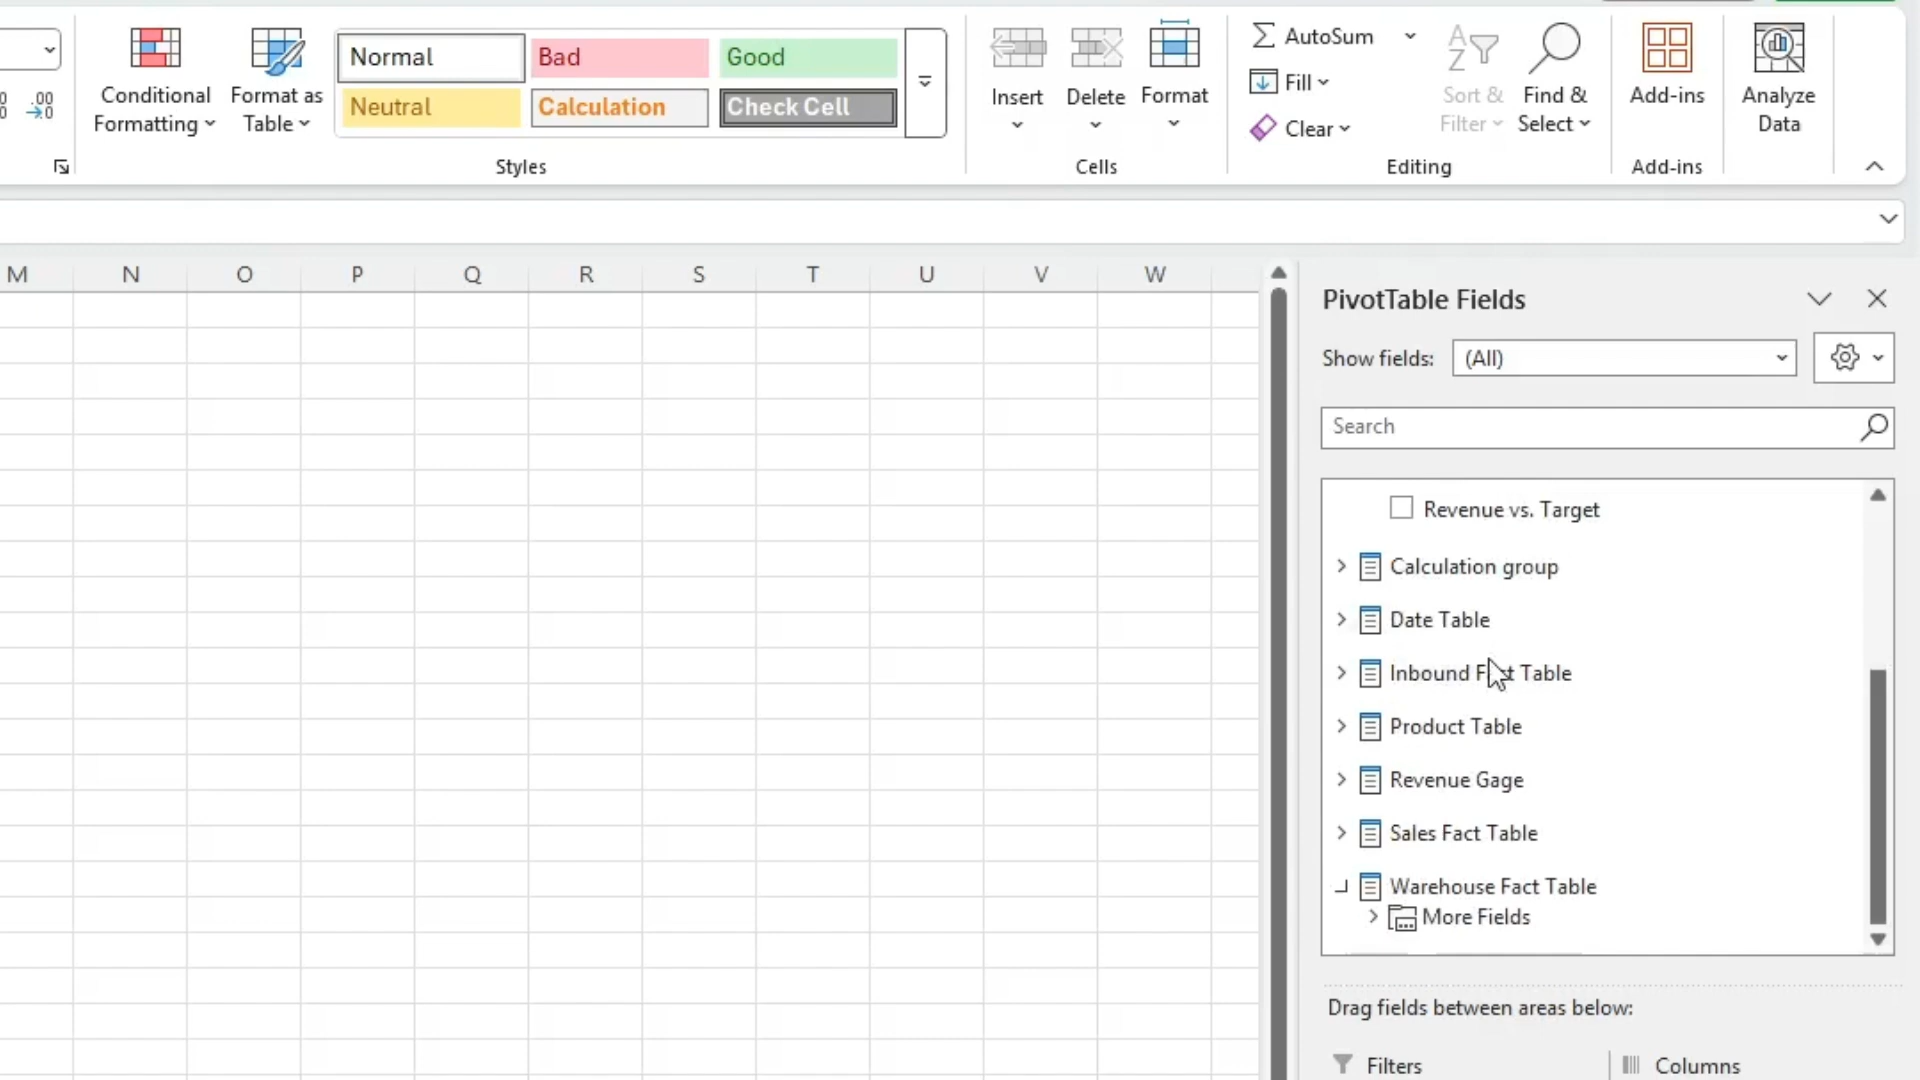 Conditional
Formatting
Format as
Table
Normal
Bad
Good
Neutral
Calculation
Check Cell
Styles
Insert
Delete
Format
Cells
AutoSum
Fill
Clear
Sort &
Filter
Find &
Select
Editing
Add-ins
Add-ins
Analyze
Data
M N O P Q R S T U V W
PivotTable Fields
Show fields: (All)
Search
Revenue vs. Target
Calculation group
Date Table
Inbound Fact Table
Product Table
Revenue Gage
Sales Fact Table
Warehouse Fact Table
More Fields
Drag fields between areas below:
Filters
Columns